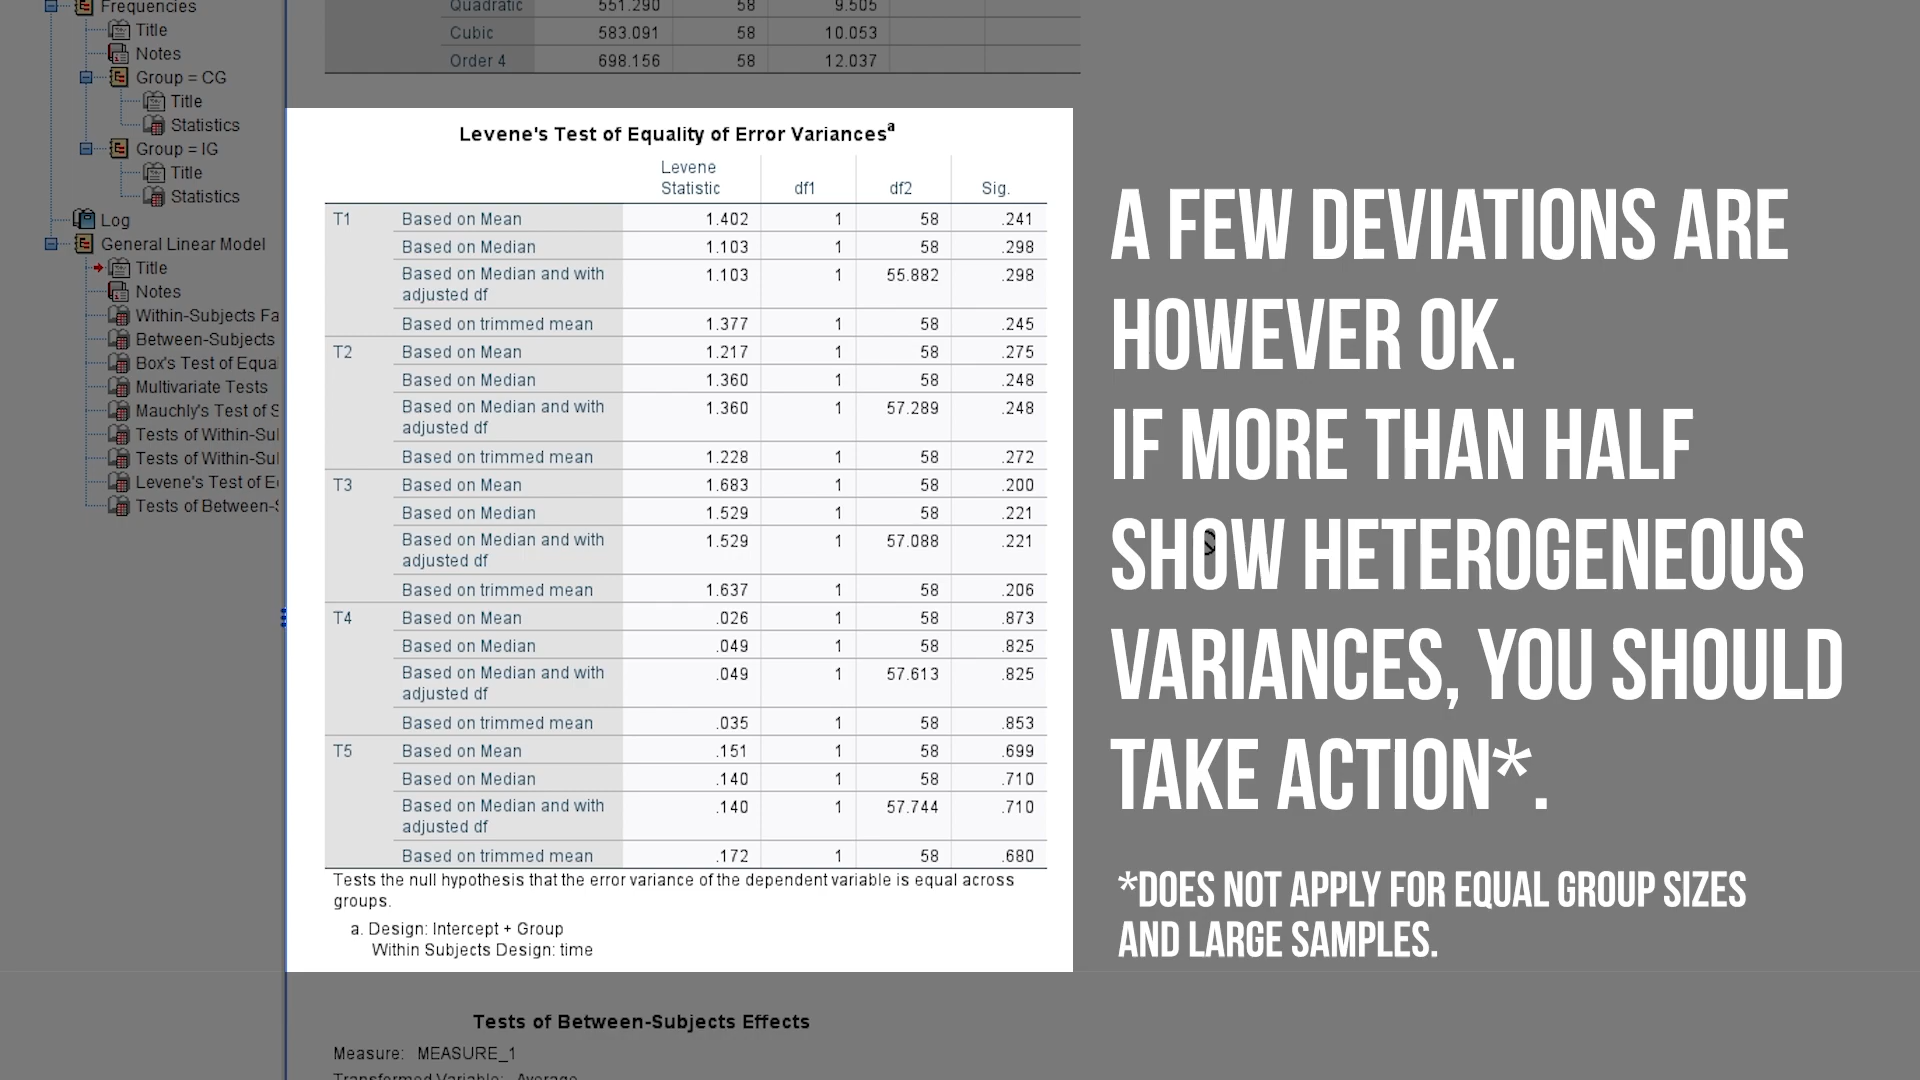 Frequencies
Title
Notes
Group = CG
Title
Statistics
Group = IG
Title
Statistics
Log
General Linear Model
Title
Notes
Within-Subjects Fa
Between-Subjects
Box's Test of Equa
Multivariate Tests
Mauchly's Test of S
Tests of Within-Sul
Tests of Within-Sul
Levene's Test of E
Tests of Between-S
Quadratic 551.290 58 9.505
Cubic 583.091 58 10.053
Order 4 698.156 58 12.037
Levene's Test of Equality of Error Variancesa
Levene
Statistic df1 df2 Sig.
T1 Based on Mean 1.402 1 58 .241
Based on Median 1.103 1 58 .298
Based on Median and with
adjusted df 1.103 1 55.882 .298
Based on trimmed mean 1.377 1 58 .245
T2 Based on Mean 1.217 1 58 .275
Based on Median 1.360 1 58 .248
Based on Median and with
adjusted df 1.360 1 57.289 .248
Based on trimmed mean 1.228 1 58 .272
T3 Based on Mean 1.683 1 58 .200
Based on Median 1.529 1 58 .221
Based on Median and with
adjusted df 1.529 1 57.088 .221
Based on trimmed mean 1.637 1 58 .206
T4 Based on Mean .026 1 58 .873
Based on Median .049 1 58 .825
Based on Median and with
adjusted df .049 1 57.613 .825
Based on trimmed mean .035 1 58 .853
T5 Based on Mean .151 1 58 .699
Based on Median .140 1 58 .710
Based on Median and with
adjusted df .140 1 57.744 .710
Based on trimmed mean .172 1 58 .680
Tests the null hypothesis that the error variance of the dependent variable is equal across
groups.
a. Design: Intercept + Group
Within Subjects Design: time
Tests of Between-Subjects Effects
Measure: MEASURE_1
Transformed Variable: Average
A FEW DEVIATIONS ARE
HOWEVER OK.
IF MORE THAN HALF
SHOW HETEROGENEOUS
VARIANCES, YOU SHOULD
TAKE ACTION*.
*DOES NOT APPLY FOR EQUAL GROUP SIZES
AND LARGE SAMPLES.